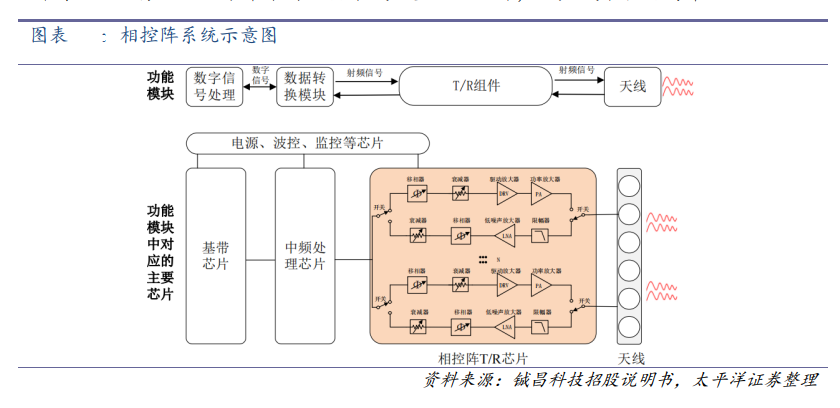 图表 : 相控阵系统示意图
功能模块
数字信号处理
数字信号
数据转换模块
射频信号
T/R组件
射频信号
天线
电源、波控、监控等芯片
功能模块中对应的主要芯片
基带芯片
中频处理芯片
移相器 衰减器 驱动放大器 功率放大器
DRV PA
开关 开关
衰减器 移相器 低噪声放大器 限幅器
LNA
N
移相器 衰减器 驱动放大器 功率放大器
DRV PA
开关 开关
衰减器 移相器 低噪声放大器 限幅器
LNA
相控阵T/R芯片
天线
资料来源：铖昌科技招股说明书，太平洋证券整理